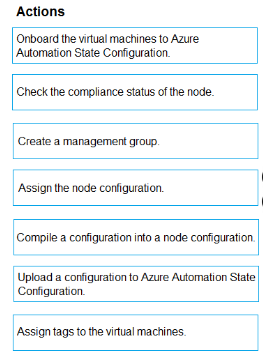 Actions
Onboard the virtual machines to Azure
Automation State Configuration.
Check the compliance status of the node.
Create a management group.
Assign the node configuration.
Compile a configuration into a node configuration.
Upload a configuration to Azure Automation State
Configuration.
Assign tags to the virtual machines.